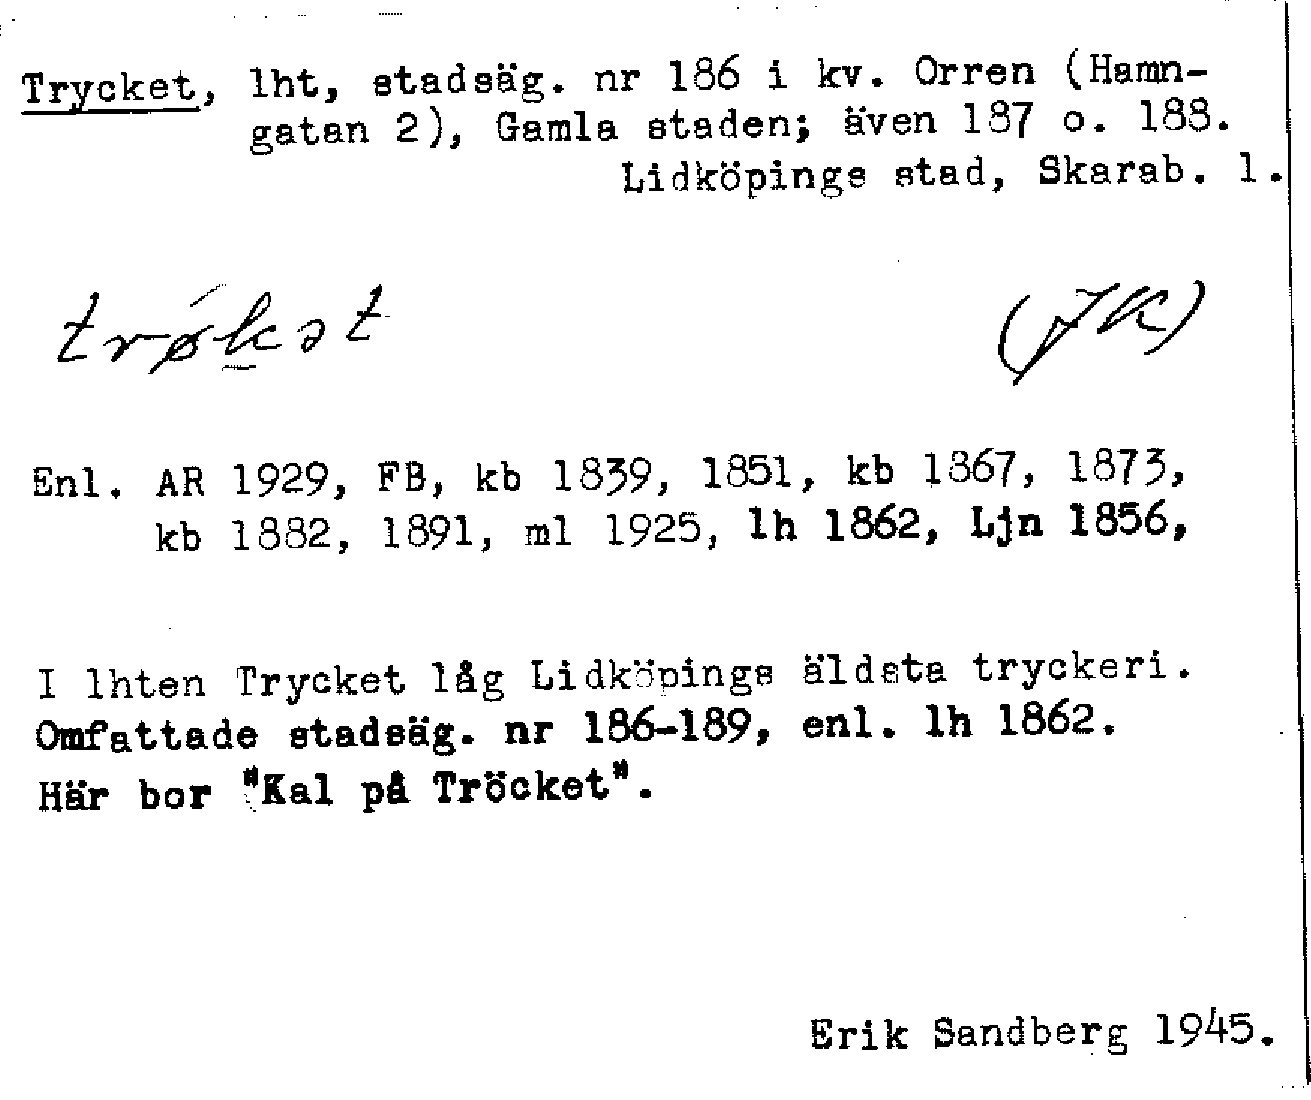 Trycket, lht, stadsäg. nr 186 i kv. Orren (Hamn-
gatan 2), Gamla staden; även 187 o. 188.
Lidköpings stad, Skarab. l.
trǿkət (JK)
Enl. AR 1929, FB, kb 1839, 1851, kb 1867, 1873,
kb 1882, 1891, ml 1925, lh 1862, Ljn 1856,
I lhten Trycket låg Lidköpings äldsta tryckeri.
Omfattade stadsäg. nr 186-189, enl. lh 1862.
Här bor "Kal på Tröcket".
Erik Sandberg 1945.